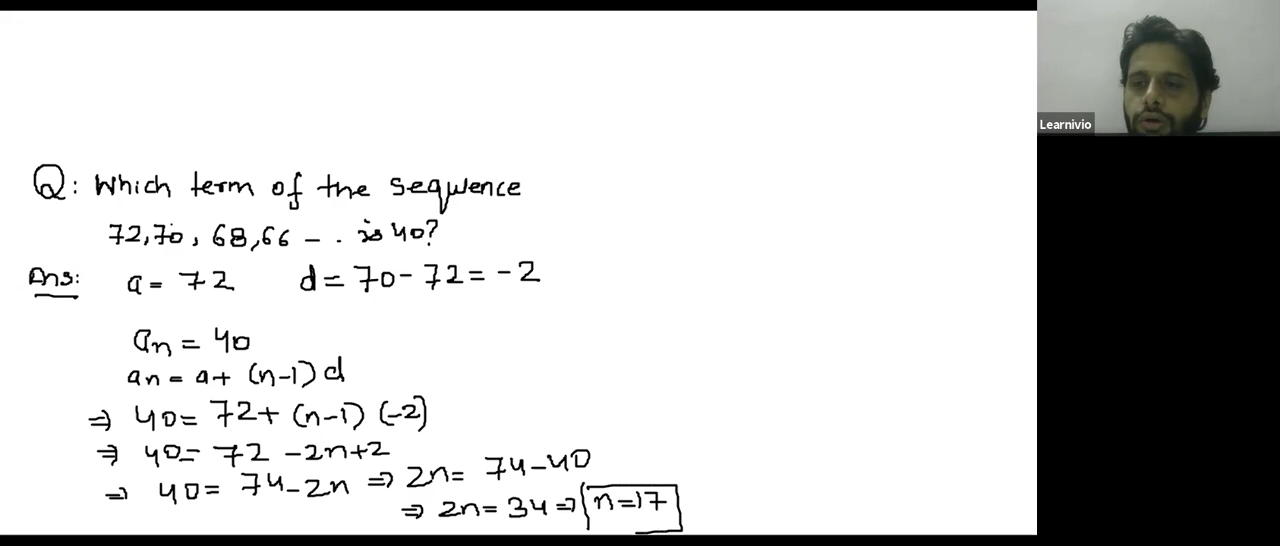 Learnivio
Q: Which term of the sequence
72, 70, 68, 66 - . . is 40?
Ans: a = 72 d = 70 - 72 = -2
an = 40
an = a + (n-1) d
⇒ 40 = 72 + (n-1) (-2)
⇒ 40 = 72 - 2n + 2
⇒ 40 = 74 - 2n ⇒ 2n = 74 - 40
⇒ 2n = 34 ⇒ n = 17